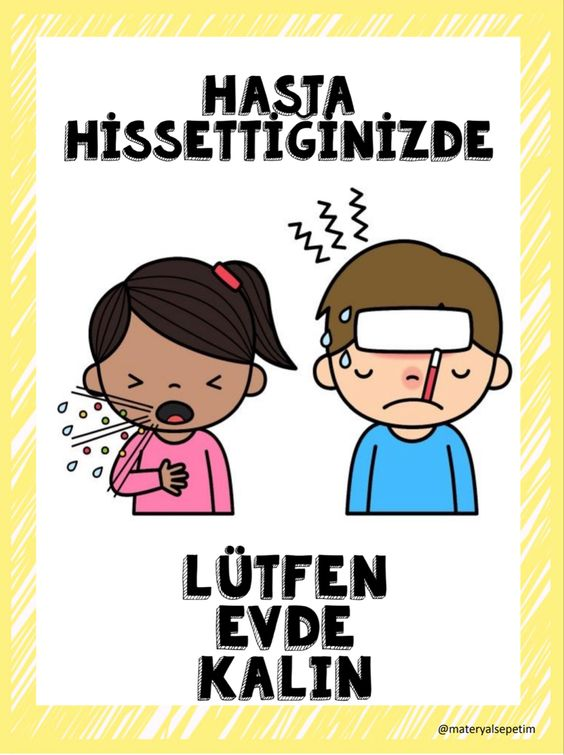 HASTA
HİSSETTİĞİNİZDE
LÜTFEN
EVDE
KALIN
@materyalsepetim